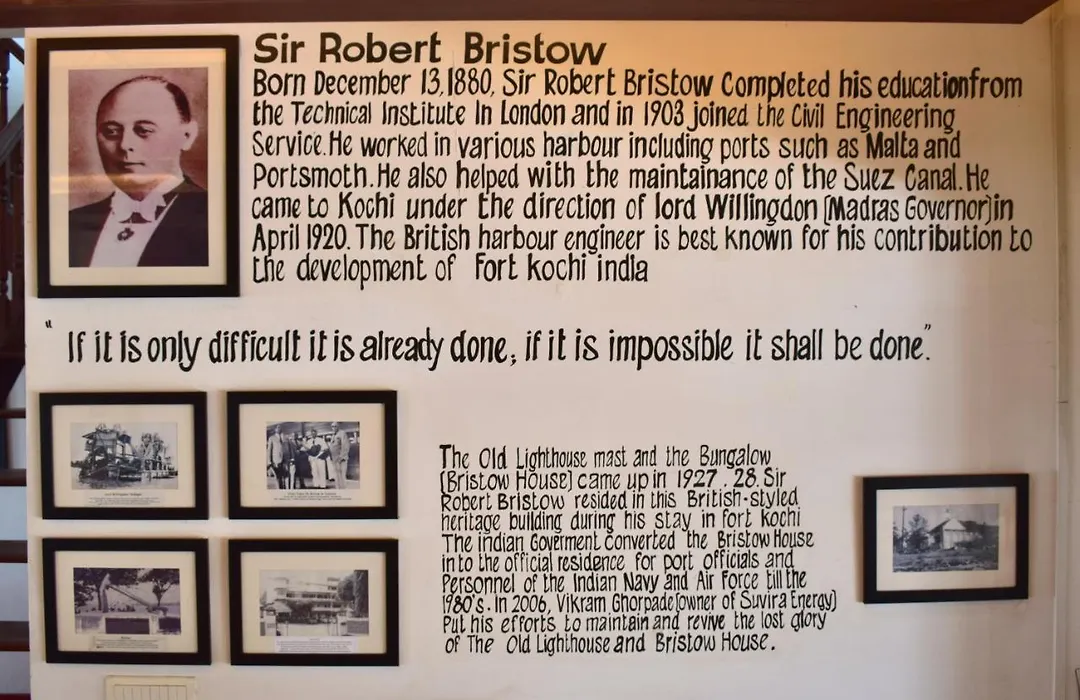 Sir Robert Bristow
Born December 13,1880, Sir Robert Bristow Completed his educationfrom
the Technical Institute In London and in 1903 joined the Civil Engineering
Service.He worked in various harbour including ports such as Malta and
Portsmoth.He also helped with the maintainance of the Suez Canal.He
came to Kochi under the direction of lord Willingdon (Madras Governor)in
April 1920. The British harbour engineer is best known for his contribution to
the development of Fort kochi india
"If it is only difficult it is already done, if it is impossible it shall be done."
The Old Lighthouse mast and the Bungalow
(Bristow House) came up in 1927 . 28. Sir
Robert Bristow resided in this British-styled
heritage building during his stay in fort kochi
The indian Goverment converted the Bristow House
into the official residence for port officials and
Personnel of the Indian Navy and Air Force till the
1980's. In 2006, Vikram Ghorpade(owner of Suvira Energy)
Put his efforts to maintain and revive the lost glory
of The Old Lighthouse and Bristow House.